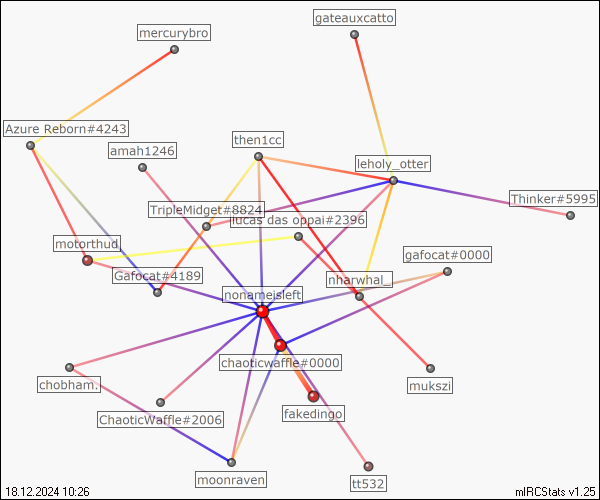 gateauxcatto
mercurybro
Azure Reborn#4243
then1cc
amah1246
leholy_otter
Thinker#5995
TripleMidget#8824
lucas das oppai#2396
motorthud
gafocat#0000
Gafocat#4189
nharwhal_
nonameisleft
chaoticwaffle#0000
chobham.
mukszi
ChaoticWaffle#2006
fakedingo
moonraven
tt532
18.12.2024 10:26
mIRCStats v1.25